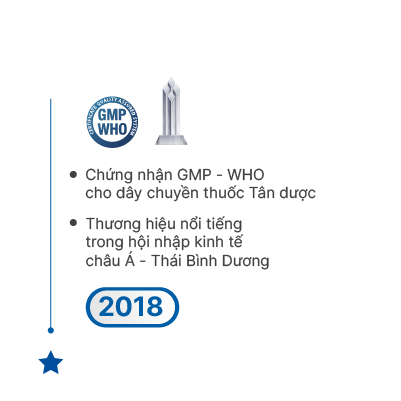 CERTIFICATE QUALITY ASSURED SYSTEM
GMP
WHO
Chứng nhận GMP - WHO
cho dây chuyền thuốc Tân dược
Thương hiệu nổi tiếng
trong hội nhập kinh tế
châu Á - Thái Bình Dương
2018